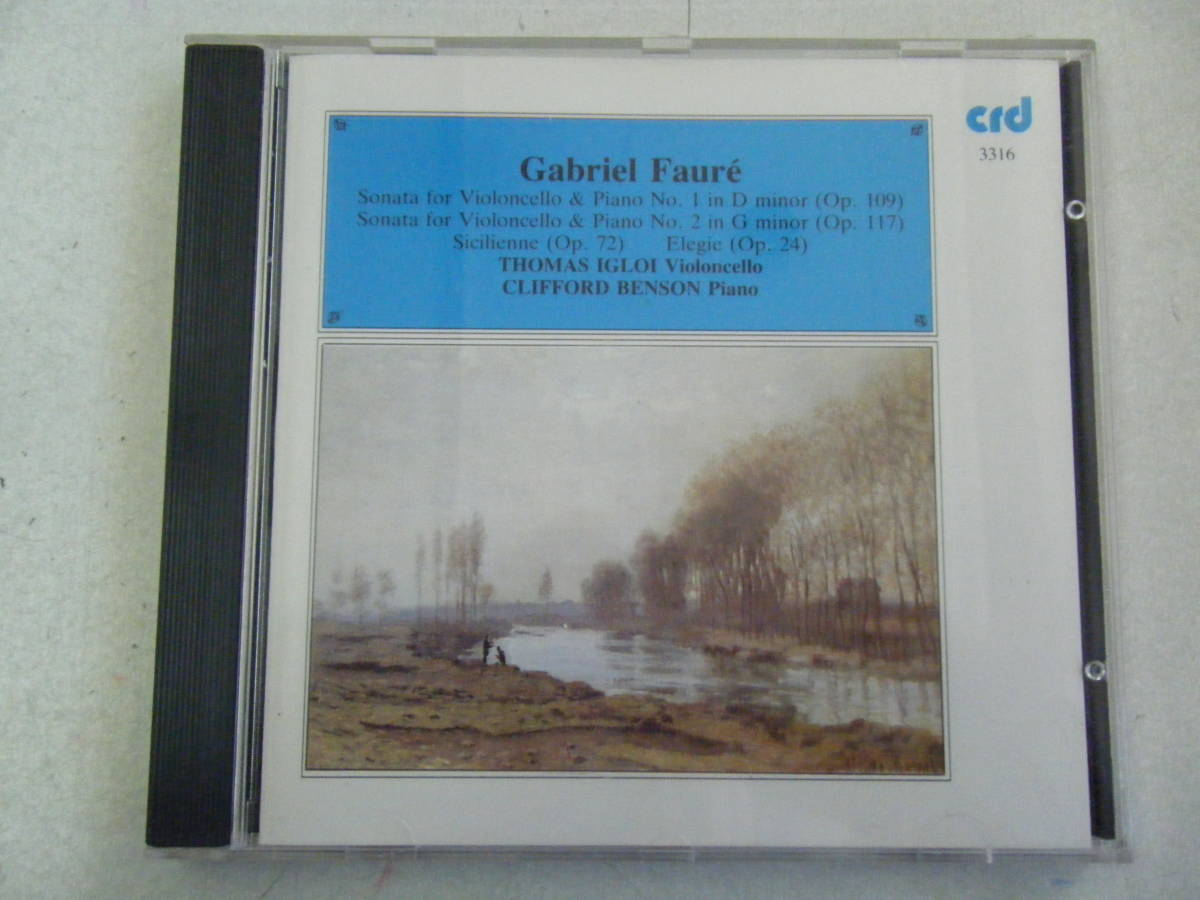 crd
3316
Gabriel Fauré
Sonata for Violoncello & Piano No. 1 in D minor (Op. 109)
Sonata for Violoncello & Piano No. 2 in G minor (Op. 117)
Sicilienne (Op. 72) Elegie (Op. 24)
THOMAS IGLOI Violoncello
CLIFFORD BENSON Piano